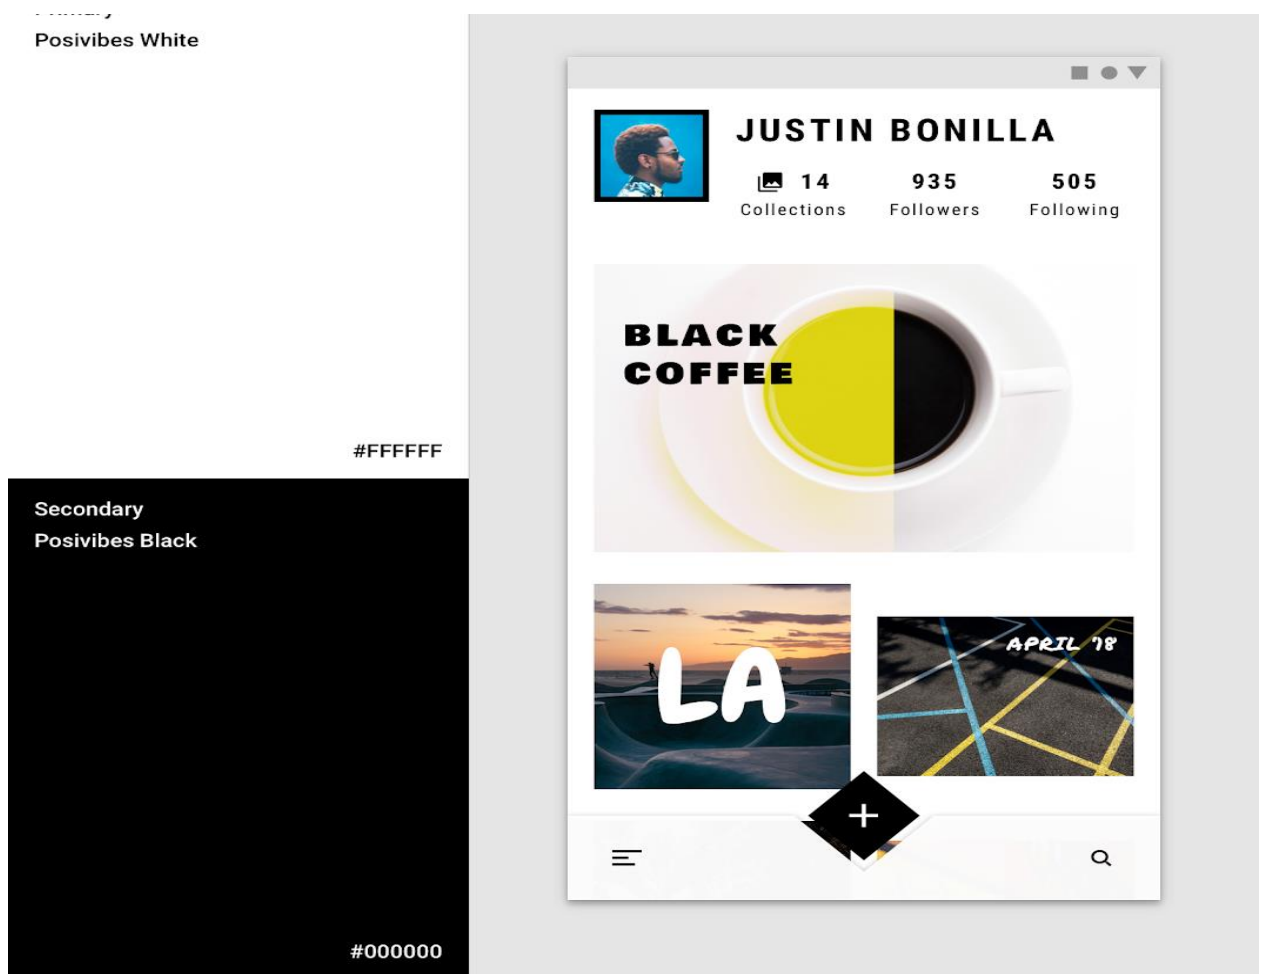 Primary
Posivibes White
#FFFFFF
Secondary
Posivibes Black
#000000
JUSTIN BONILLA
14
Collections
935
Followers
505
Following
BLACK
COFFEE
LA
APRIL '18